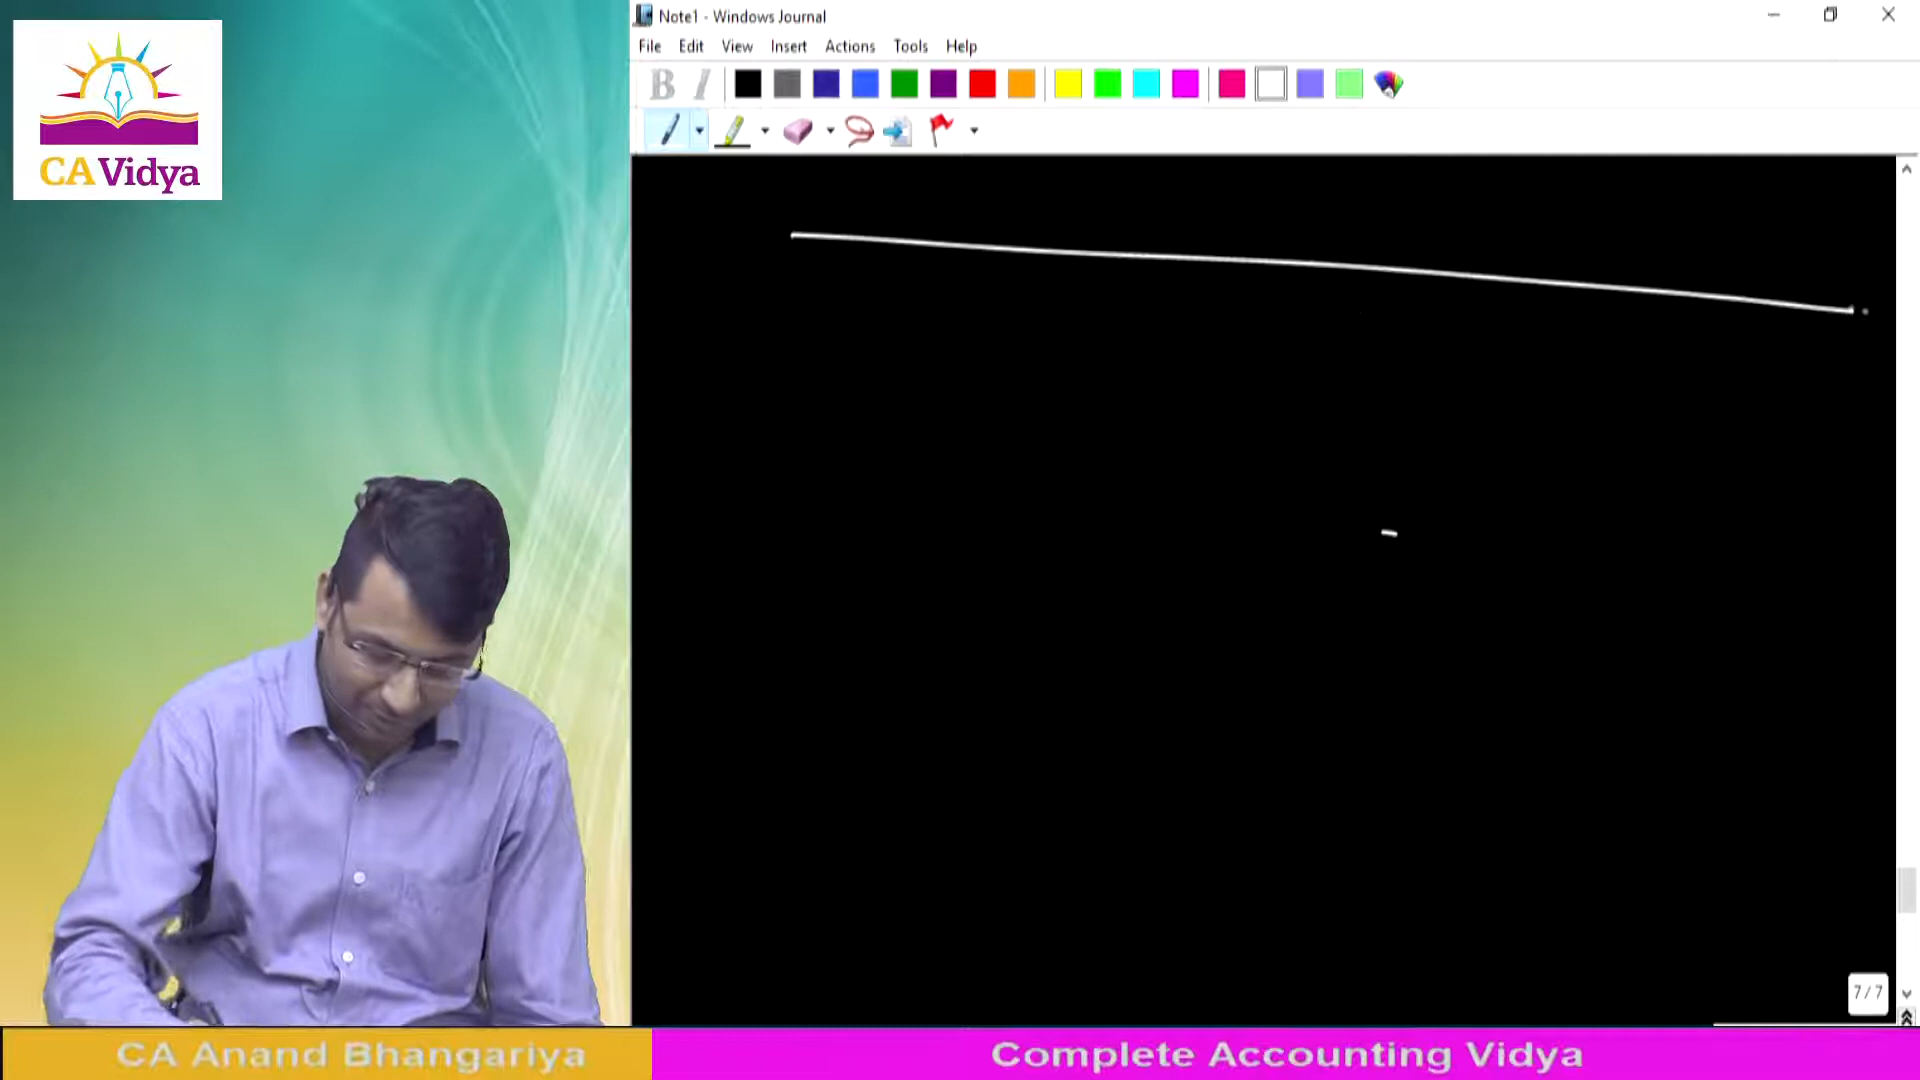 CA Vidya
Note1 - Windows Journal
File Edit View Insert Actions Tools Help
B I
7 / 7
CA Anand Bhangariya
Complete Accounting Vidya